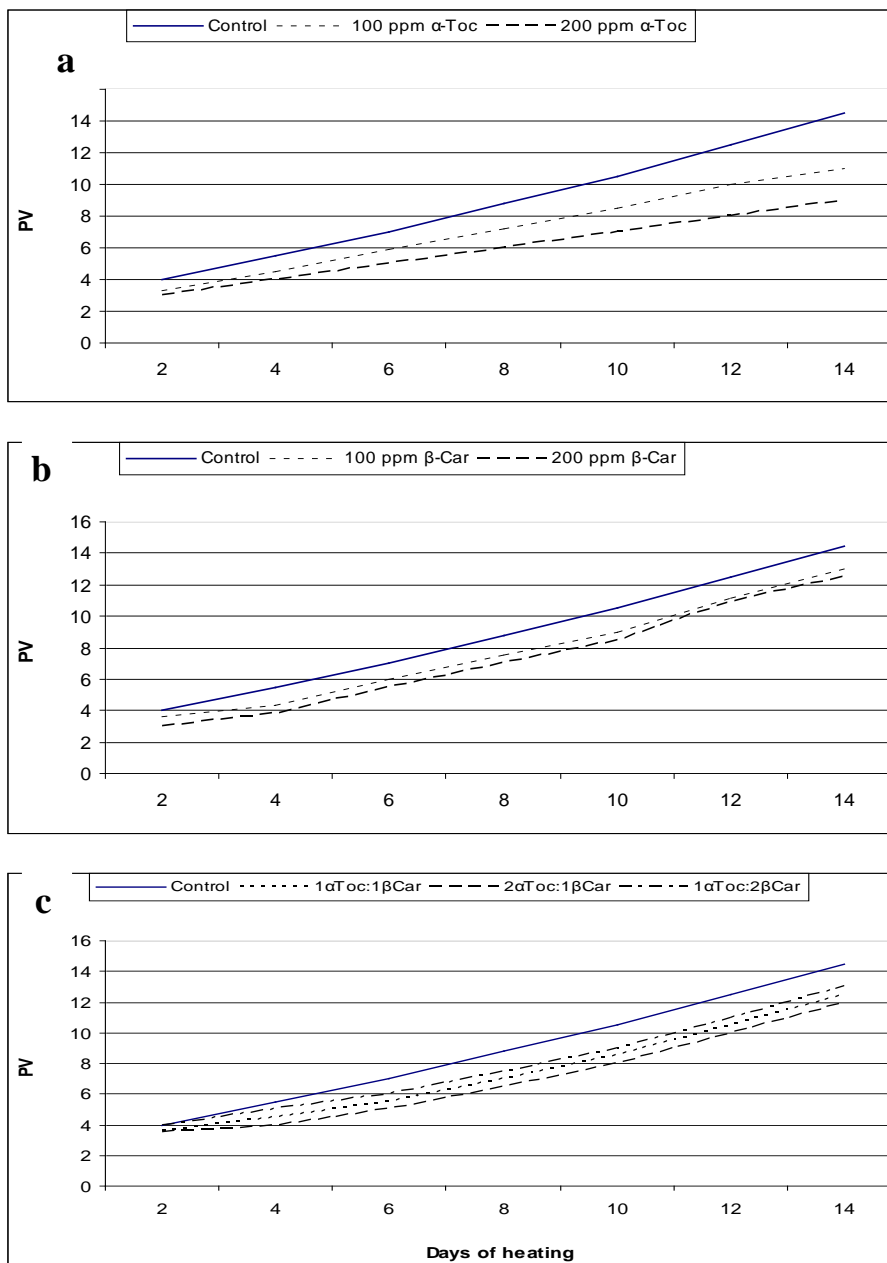 Control 100 ppm α-Toc 200 ppm α-Toc
a
14
12
10
8
6
4
2
0
PV
2 4 6 8 10 12 14
Control 100 ppm β-Car 200 ppm β-Car
b
16
14
12
10
8
6
4
2
0
PV
2 4 6 8 10 12 14
Control 1αToc:1βCar 2αToc:1βCar 1αToc:2βCar
c
16
14
12
10
8
6
4
2
0
PV
2 4 6 8 10 12 14
Days of heating